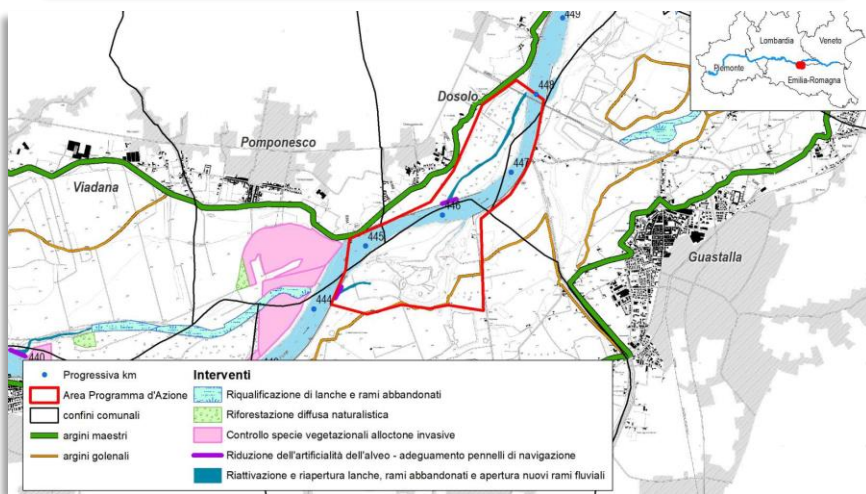 449
Lombardia
Veneto
Piemonte
Emilia-Romagna
448
Dosolo
Pomponesco
447
Viadana
446
445
Guastalla
444
440
Progressiva km
Area Programma d'Azione
confini comunali
argini maestri
argini golenali
Interventi
Riqualificazione di lanche e rami abbandonati
Riforestazione diffusa naturalistica
Controllo specie vegetazionali alloctone invasive
Riduzione dell'artificialità dell'alveo - adeguamento pennelli di navigazione
Riattivazione e riapertura lanche, rami abbandonati e apertura nuovi rami fluviali